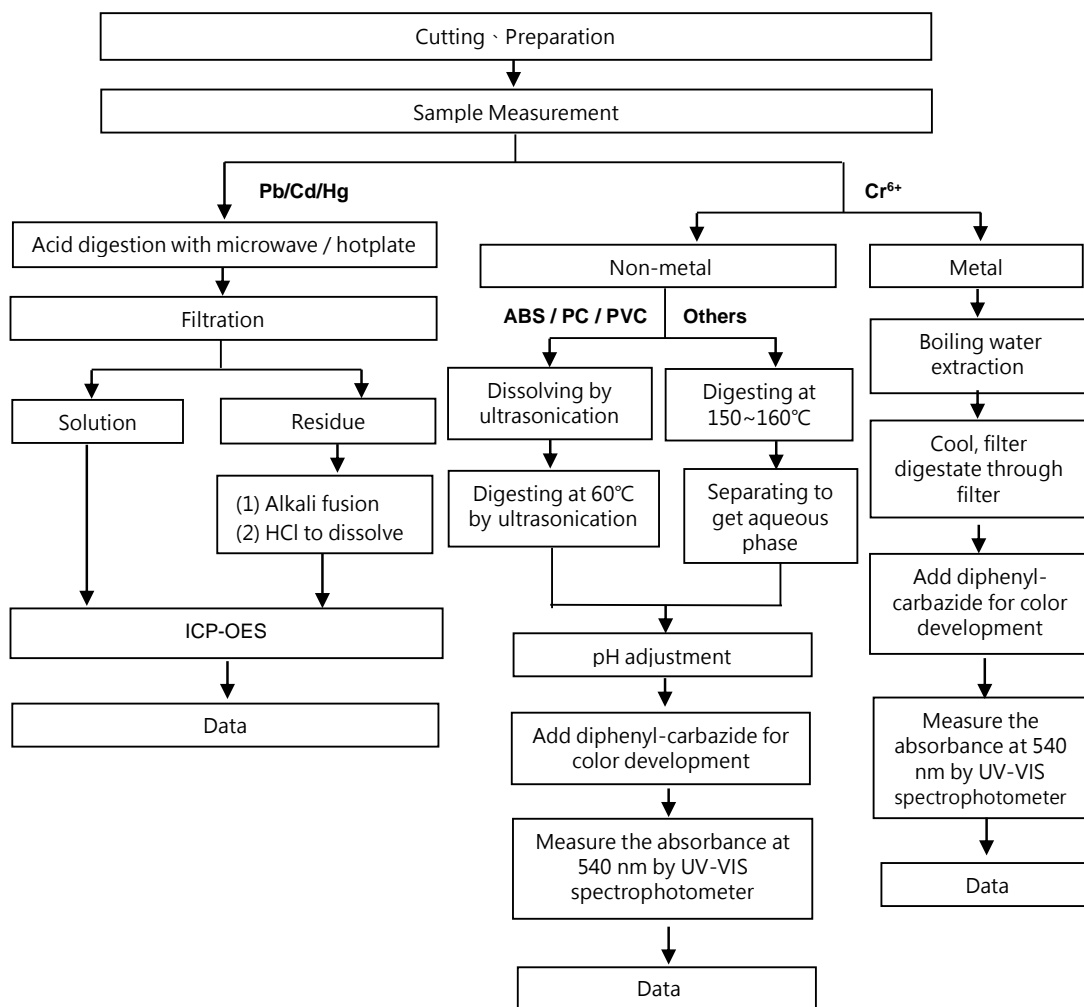 Cutting、Preparation
Sample Measurement
Pb/Cd/Hg
Cr⁶⁺
Acid digestion with microwave / hotplate
Non-metal
Metal
Filtration
ABS / PC / PVC
Others
Boiling water
extraction
Solution
Residue
Dissolving by
ultrasonication
Digesting at
150~160℃
Cool, filter
digestate through
filter
(1) Alkali fusion
(2) HCl to dissolve
Digesting at 60℃
by ultrasonication
Separating to
get aqueous
phase
Add diphenyl-
carbazide for color
development
ICP-OES
pH adjustment
Data
Add diphenyl-carbazide for
color development
Measure the
absorbance at 540
nm by UV-VIS
spectrophotometer
Measure the absorbance at
540 nm by UV-VIS
spectrophotometer
Data
Data